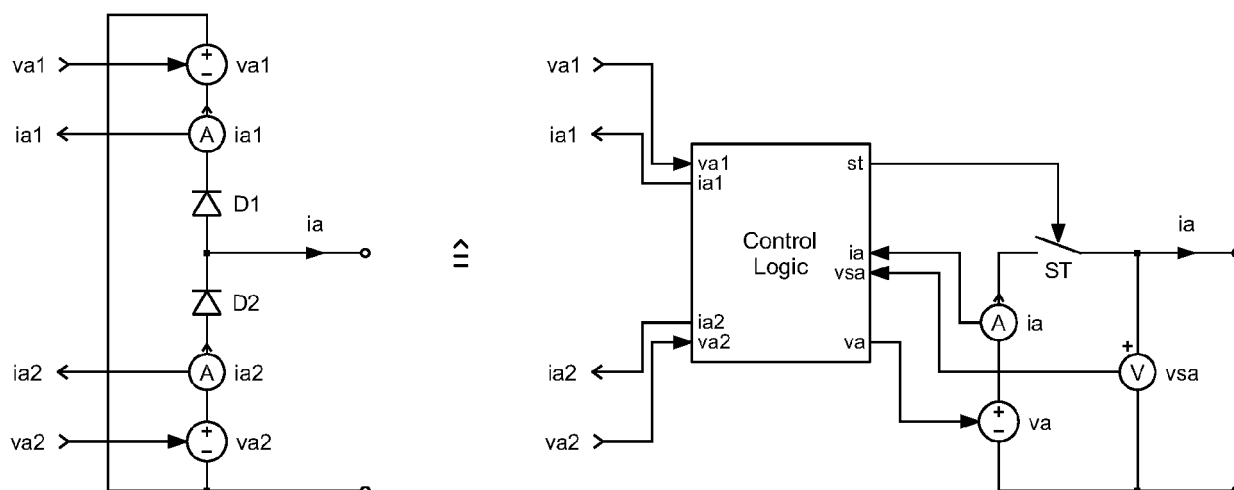 va1
+
−
va1
ia1
A
ia1
D1
ia
D2
ia2
A
ia2
va2
+
−
va2
≙
va1
ia1
va1
ia1
st
Control
Logic
ia
vsa
ia2
va2
va
ia2
va2
ST
ia
A
ia
+
V
vsa
+
−
va